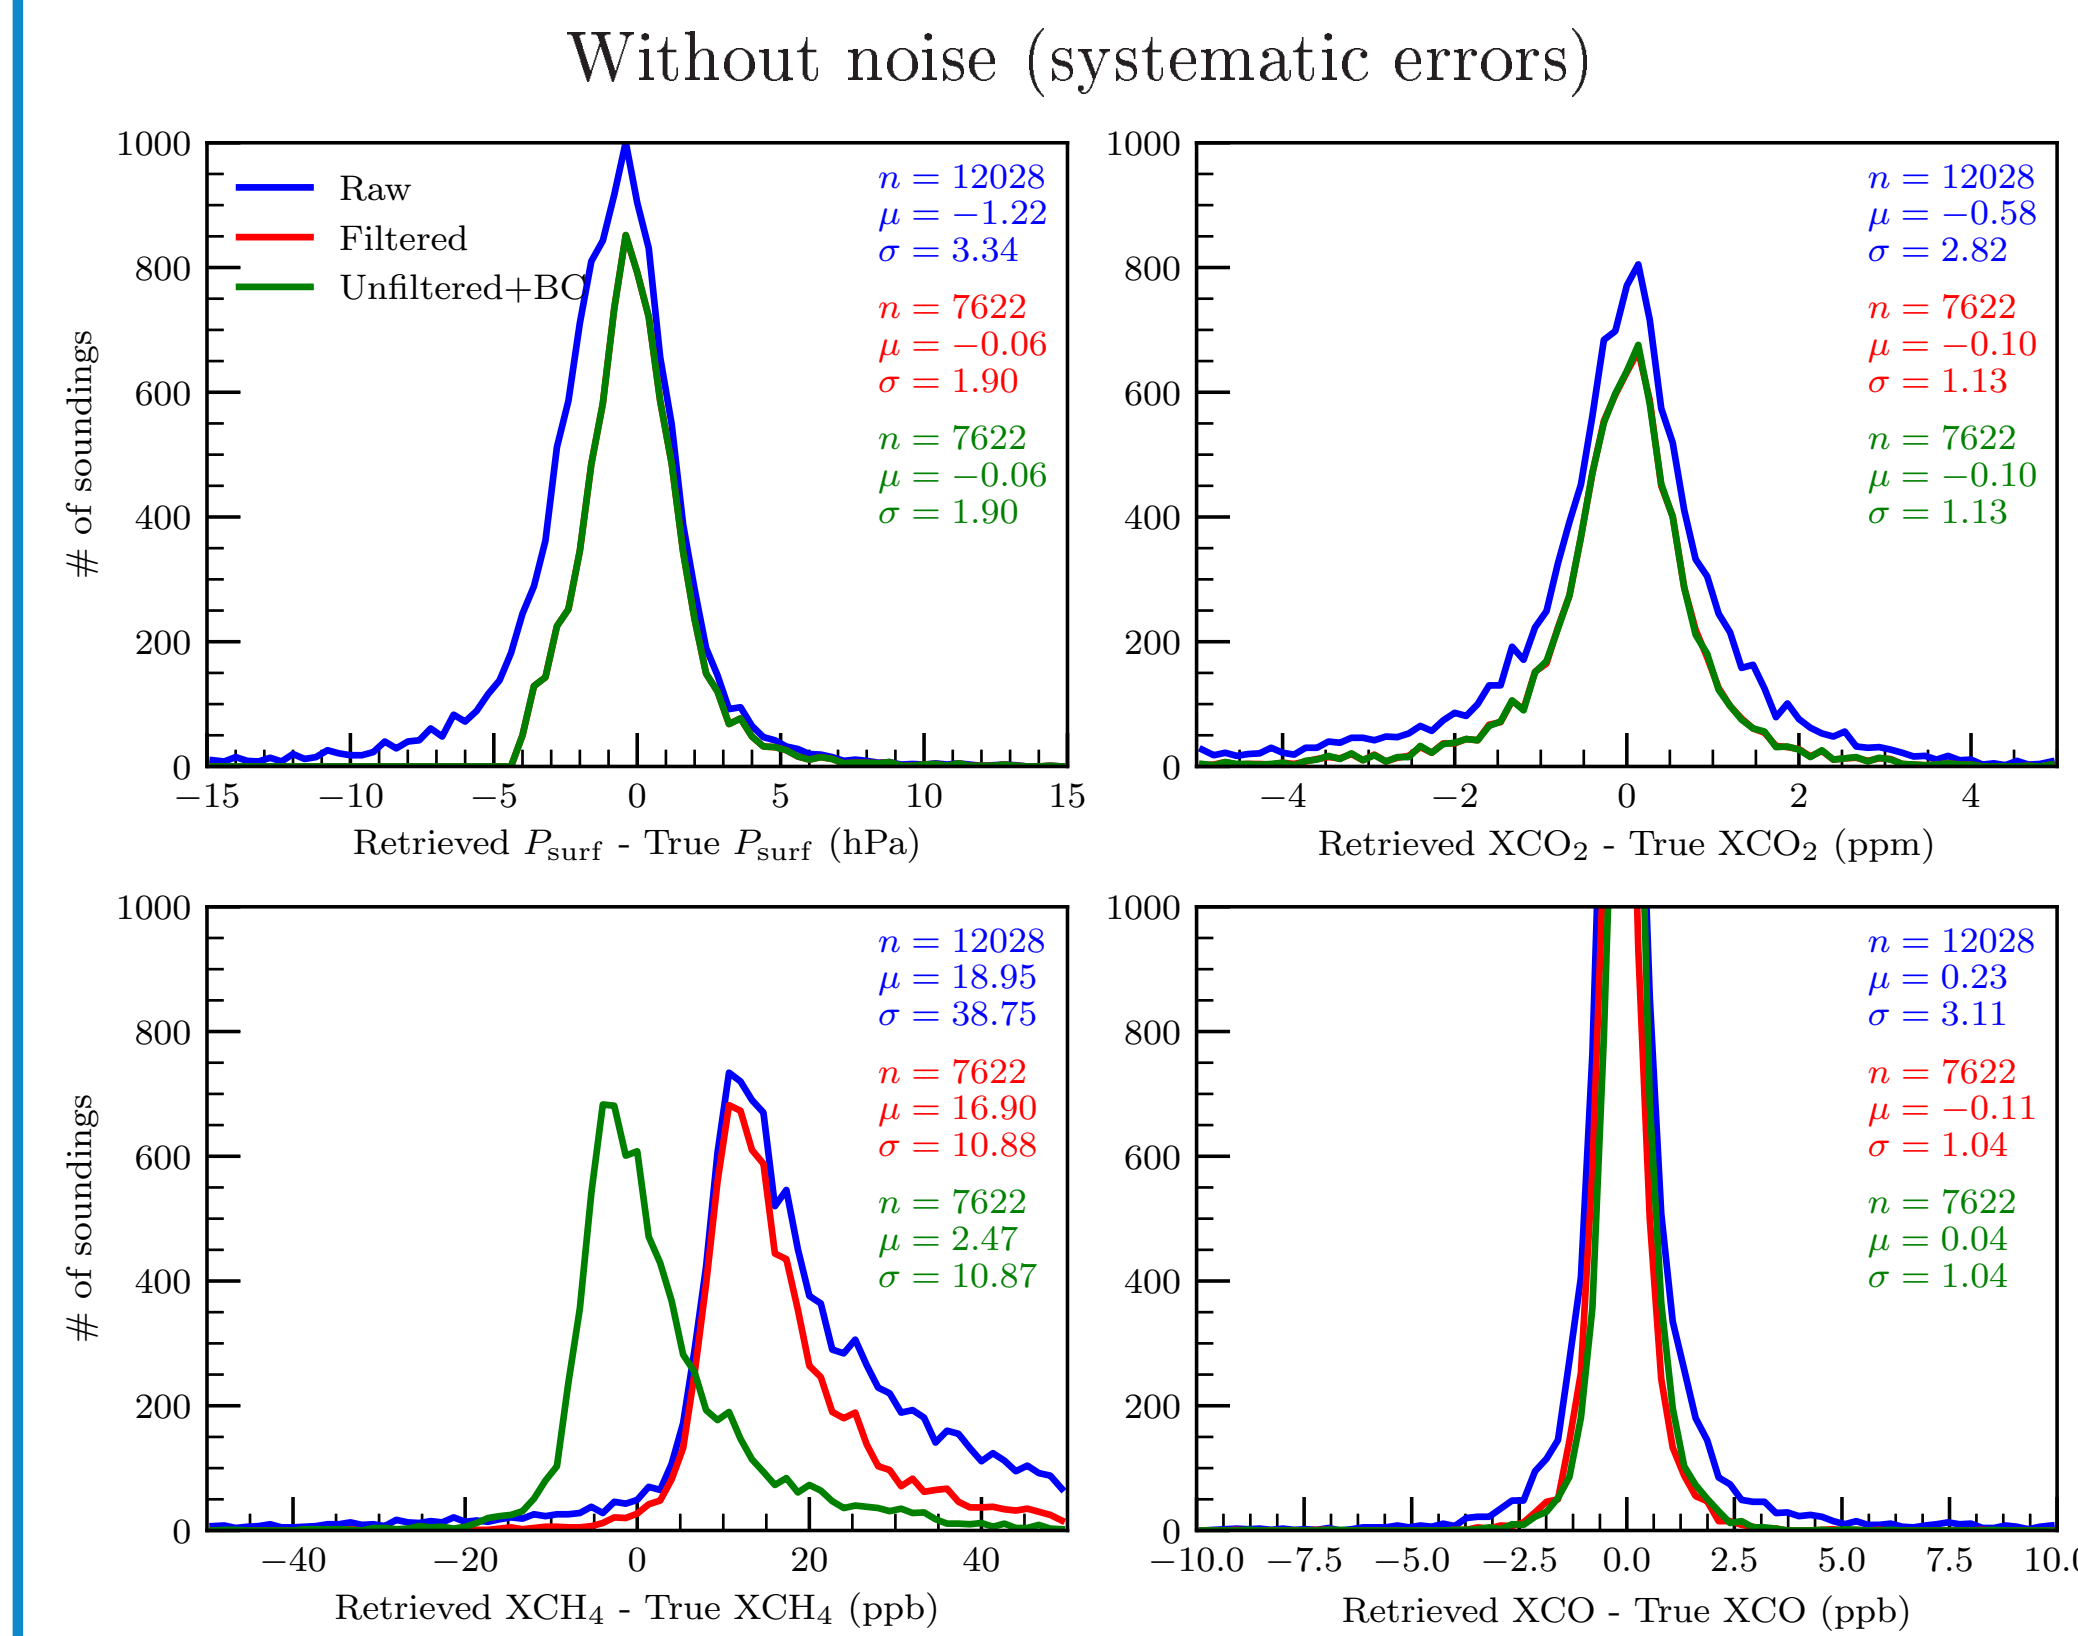 Without noise (systematic errors)
1000
800
600
400
200
0
# of soundings
Raw
Filtered
Unfiltered+BC
n = 12028
μ = −1.22
σ = 3.34
n = 7622
μ = −0.06
σ = 1.90
n = 7622
μ = −0.06
σ = 1.90
−15 −10 −5 0 5 10 15
Retrieved P_surf - True P_surf (hPa)
1000
800
600
400
200
0
n = 12028
μ = −0.58
σ = 2.82
n = 7622
μ = −0.10
σ = 1.13
n = 7622
μ = −0.10
σ = 1.13
−4 −2 0 2 4
Retrieved XCO₂ - True XCO₂ (ppm)
1000
800
600
400
200
0
# of soundings
n = 12028
μ = 18.95
σ = 38.75
n = 7622
μ = 16.90
σ = 10.88
n = 7622
μ = 2.47
σ = 10.87
−40 −20 0 20 40
Retrieved XCH₄ - True XCH₄ (ppb)
1000
800
600
400
200
0
n = 12028
μ = 0.23
σ = 3.11
n = 7622
μ = −0.11
σ = 1.04
n = 7622
μ = 0.04
σ = 1.04
−10.0 −7.5 −5.0 −2.5 0.0 2.5 5.0 7.5 10.0
Retrieved XCO - True XCO (ppb)